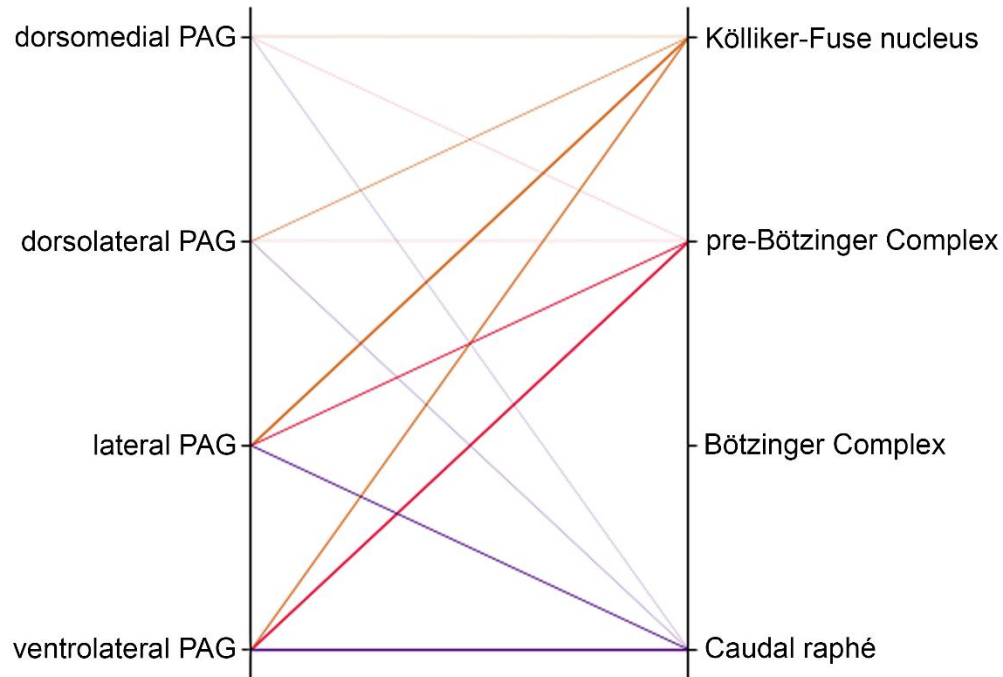 dorsomedial PAG
Kölliker-Fuse nucleus
dorsolateral PAG
pre-Bötzinger Complex
lateral PAG
Bötzinger Complex
ventrolateral PAG
Caudal raphé